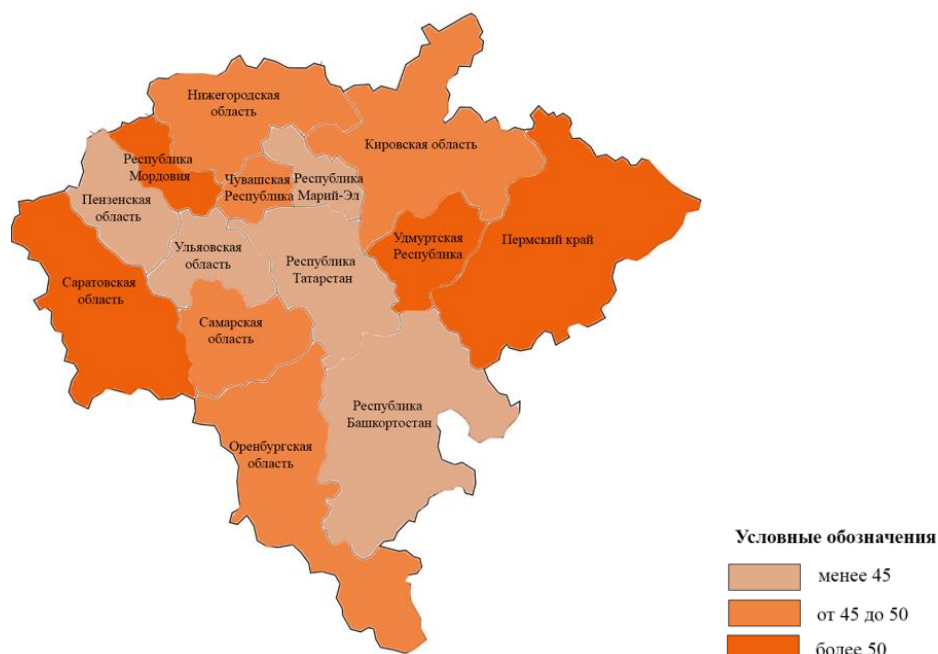 Нижегородская
область
Кировская область
Республика
Мордовия
Чувашская
Республика
Республика
Марий-Эл
Пензенская
область
Ульяовская
область
Удмуртская
Республика
Пермский край
Республика
Татарстан
Саратовская
область
Самарская
область
Республика
Башкортостан
Оренбургская
область
Условные обозначения
менее 45
от 45 до 50
более 50